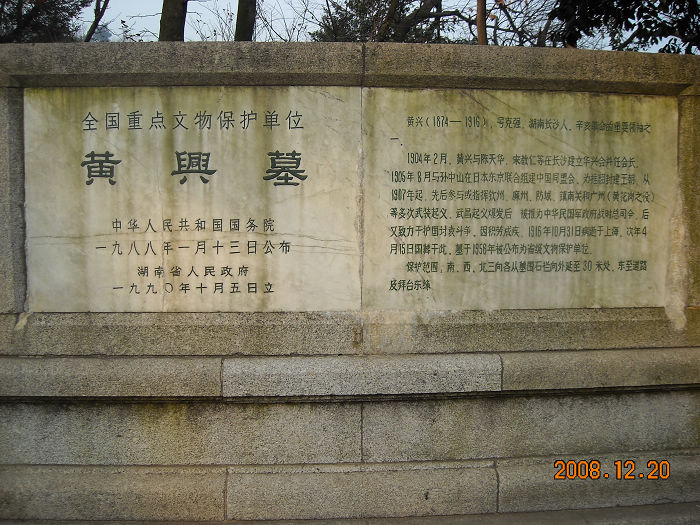 全国重点文物保护单位
黄興墓
中华人民共和国国务院
一九八八年一月十三日公布
湖南省人民政府
一九九〇年十月五日立
黄兴(1874—1916),号克强,湖南长沙人。辛亥革命的重要领袖之
一。
1904年2月,黄兴与陈天华、宋教仁等在长沙建立华兴会并任会长。
1905年8月与孙中山在日本东京联合组建中国同盟会,为推翻封建王朝,从
1907年起,先后参与或指挥钦州、廉州、防城、镇南关和广州(黄花岗之役)
等多次武装起义。武昌起义爆发后 被推为中华民国军政府战时总司令。后
又致力于护国讨袁斗争。因积劳成疾,1916年10月31日病逝于上海。次年4
月15日国葬于此。墓于1956年被公布为省级文物保护单位。
保护范围:南、西、北三向各从墓围石栏向外延至30米处,东至道路
及拜台东缘
2008.12.20